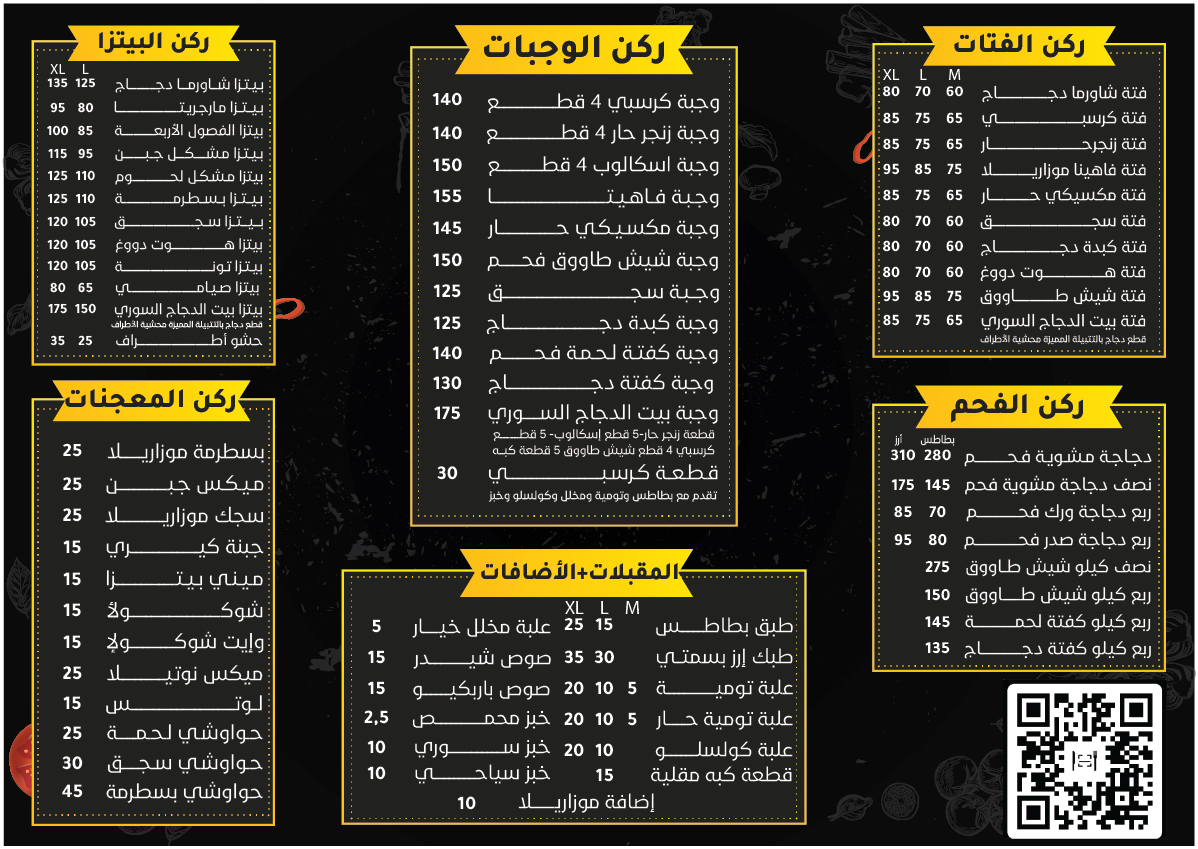 ركن الفتات
XL L M
فتة شاورما دجاج 60 70 80
فتة كرسبي 65 75 85
فتة زنجرحار 65 75 85
فتة فاهيتا موزاريلا 75 85 95
فتة مكسيكي حار 65 75 85
فتة سجق 60 70 80
فتة كبدة دجاج 60 70 80
فتة هوت دووغ 60 70 80
فتة شيش طاووق 75 85 95
فتة بيت الدجاج السوري 65 75 85
قطع دجاج بالتتبيلة المميزة محشية الأطراف
ركن الفحم
بطاطس أرز
دجاجة مشوية فحم 280 310
نصف دجاجة مشوية فحم 145 175
ربع دجاجة ورك فحم 70 85
ربع دجاجة صدر فحم 80 95
نصف كيلو شيش طاووق 275
ربع كيلو شيش طاووق 150
ربع كيلو كفتة لحمة 145
ربع كيلو كفتة دجاج 135
ركن الوجبات
وجبة كرسبي 4 قطع 140
وجبة زنجر حار 4 قطع 140
وجبة اسكالوب 4 قطع 150
وجبة فاهيتا 155
وجبة مكسيكي حار 145
وجبة شيش طاووق فحم 150
وجبة سجق 125
وجبة كبدة دجاج 125
وجبة كفتة لحمة فحم 140
وجبة كفتة دجاج 130
وجبة بيت الدجاج السوري 175
قطعة زنجر حار-5 قطع إسكالوب- 5 قطع
كرسبي 4 قطع شيش طاووق 5 قطعة كبه
قطعة كرسبي 30
تقدم مع بطاطس وتومية ومخلل وكولسلو وخبز
المقبلات+الأضافات
XL L M
طبق بطاطس 15 25
طبك إرز بسمتي 30 35
علبة تومية 5 10 20
علبة تومية حار 5 10 20
علبة كولسلو 10 20
قطعة كبه مقلية 15
علبة مخلل خيار 5
صوص شيدر 15
صوص باربكيو 15
خبز محمص 2,5
خبز سوري 10
خبز سياحي 10
إضافة موزاريلا 10
ركن البيتزا
XL L
بيتزا شاورما دجاج 125 135
بيتزا مارجريتا 80 95
بيتزا الفصول الأربعة 85 100
بيتزا مشكل جبن 95 115
بيتزا مشكل لحوم 110 125
بيتزا بسطرمة 110 125
بيتزا سجق 105 120
بيتزا هوت دووغ 105 120
بيتزا تونة 105 120
بيتزا صيامي 65 80
بيتزا بيت الدجاج السوري 150 175
قطع دجاج بالتتبيلة المميزة محشية الأطراف
حشو أطراف 25 35
ركن المعجنات
بسطرمة موزاريلا 25
ميكس جبن 25
سجك موزاريلا 25
جبنة كيري 15
ميني بيتزا 15
شوكولا 15
وايت شوكولا 15
ميكس نوتيلا 25
لوتس 15
حواوشي لحمة 25
حواوشي سجق 30
حواوشي بسطرمة 45